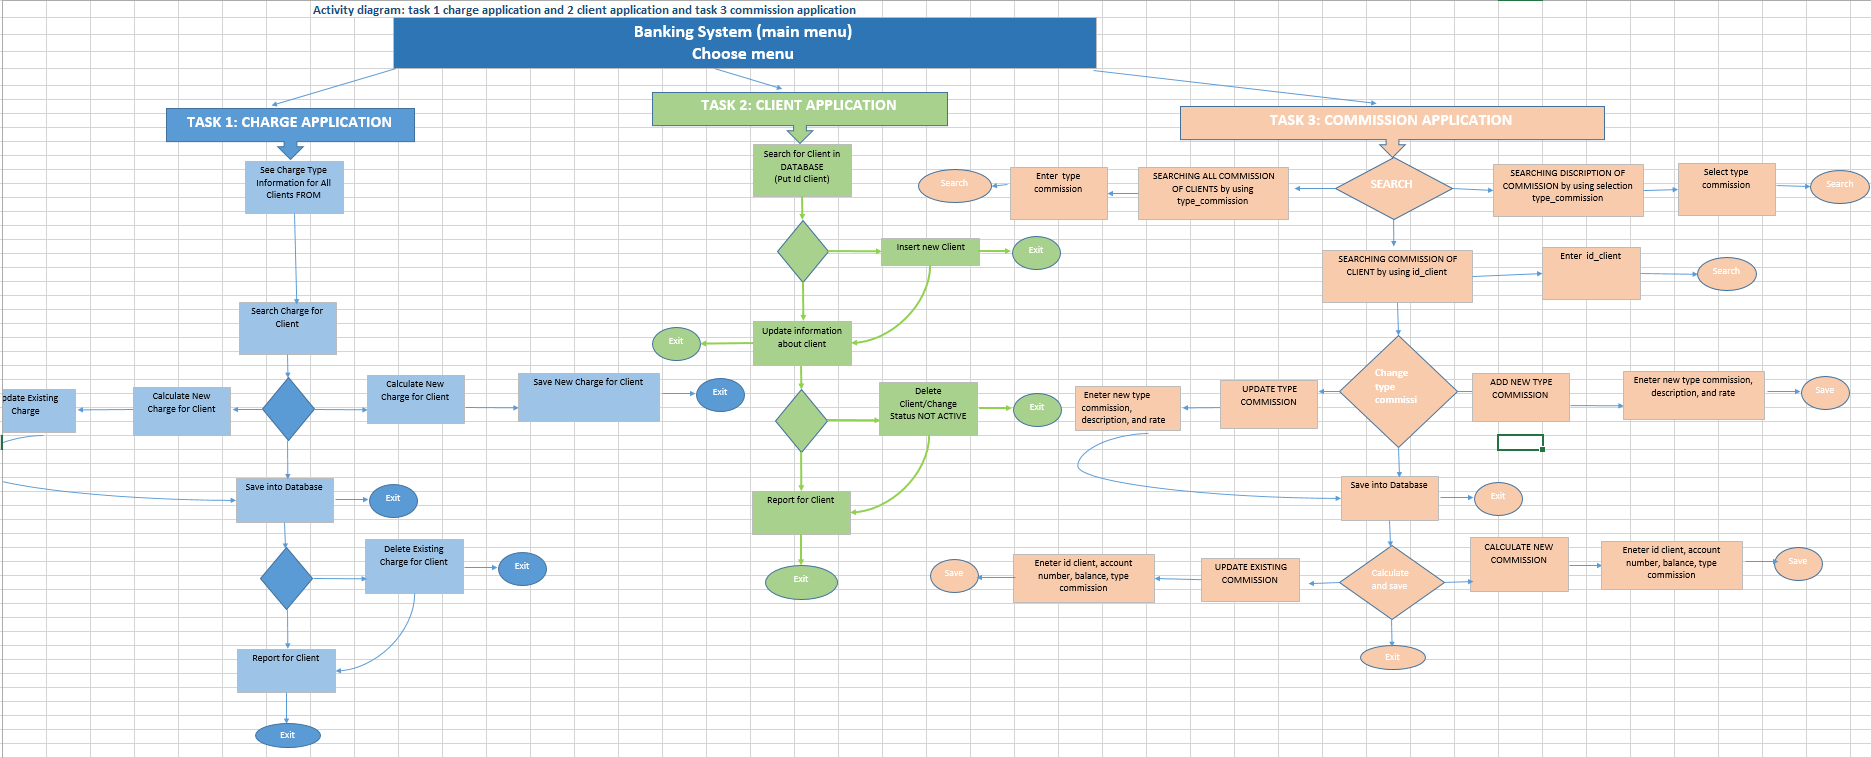 Activity diagram: task 1 charge application and 2 client application and task 3 commission application
Banking System (main menu)
Choose menu
TASK 1: CHARGE APPLICATION
See Charge Type
Information for All
Clients FROM
Search Charge for
Client
Existing
Charge
Calculate New
Charge for Client
Calculate New
Charge for Client
Save New Charge for Client
Exit
Save into Database
Exit
Delete Existing
Charge for Client
Exit
Report for Client
Exit
TASK 2: CLIENT APPLICATION
Search for Client in
DATABASE
(Put Id Client)
Insert new Client
Exit
Update information
about client
Exit
Delete
Client/Change
Status NOT ACTIVE
Exit
Report for Client
Exit
TASK 3: COMMISSION APPLICATION
SEARCH
SEARCHING ALL COMMISSION
OF CLIENTS by using
type_commission
Enter type
commission
Search
SEARCHING DISCRIPTION OF
COMMISSION by using selection
type_commission
Select type
commission
Search
SEARCHING COMMISSION OF
CLIENT by using id_client
Enter id_client
Search
Change
type
commissi
UPDATE TYPE
COMMISSION
Eneter new type
commission,
description, and rate
ADD NEW TYPE
COMMISSION
Eneter new type commission,
description, and rate
Save
Save into Database
Exit
Calculate
and save
UPDATE EXISTING
COMMISSION
Eneter id client, account
number, balance, type
commission
Save
CALCULATE NEW
COMMISSION
Eneter id client, account
number, balance, type
commission
Save
Exit